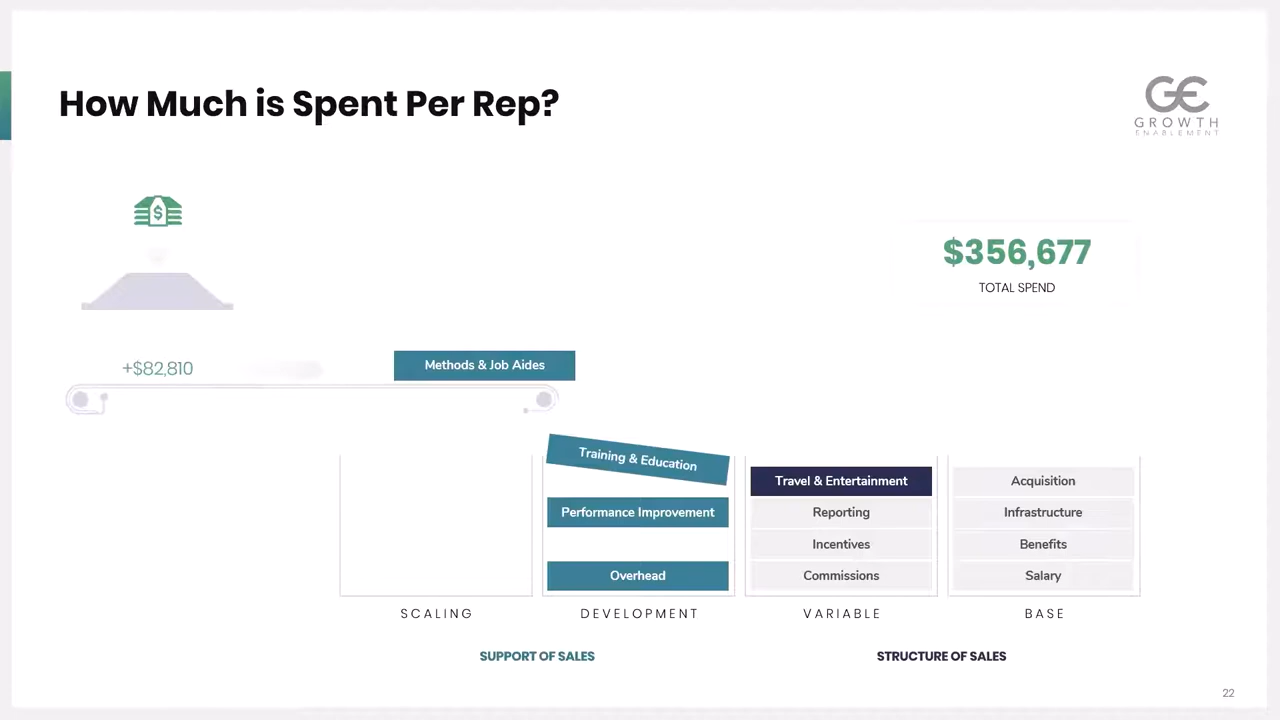 How Much is Spent Per Rep?
GE
GROWTH
ENABLEMENT
$
$356,677
TOTAL SPEND
+$82,810
Methods & Job Aides
Training & Education
Performance Improvement
Overhead
Travel & Entertainment
Reporting
Incentives
Commissions
Acquisition
Infrastructure
Benefits
Salary
SCALING
DEVELOPMENT
VARIABLE
BASE
SUPPORT OF SALES
STRUCTURE OF SALES
22